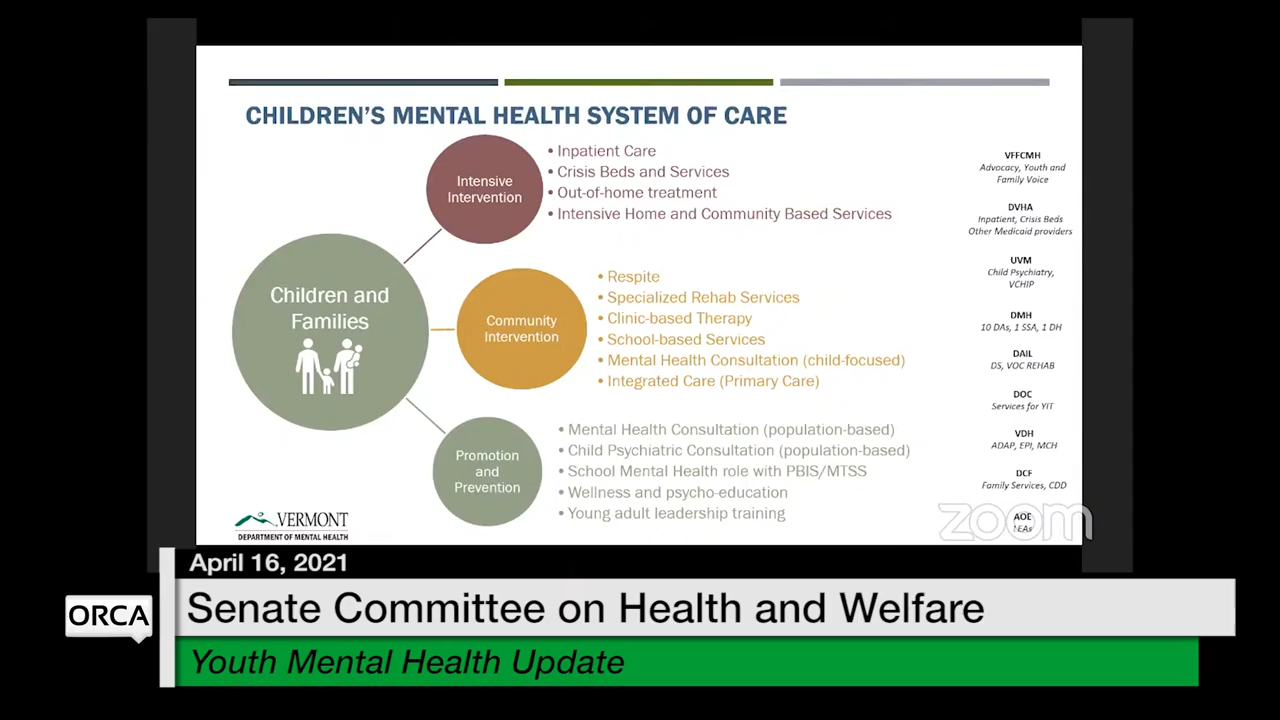 CHILDREN'S MENTAL HEALTH SYSTEM OF CARE
Intensive
Intervention
• Inpatient Care
• Crisis Beds and Services
• Out-of-home treatment
• Intensive Home and Community Based Services
Children and
Families
Community
Intervention
• Respite
• Specialized Rehab Services
• Clinic-based Therapy
• School-based Services
• Mental Health Consultation (child-focused)
• Integrated Care (Primary Care)
Promotion
and
Prevention
• Mental Health Consultation (population-based)
• Child Psychiatric Consultation (population-based)
• School Mental Health role with PBIS/MTSS
• Wellness and psycho-education
• Young adult leadership training
VFFCMH
Advocacy, Youth and
Family Voice
DVHA
Inpatient, Crisis Beds
Other Medicaid providers
UVM
Child Psychiatry,
VCHIP
DMH
10 DAs, 1 SSA, 1 DH
DAIL
DS, VOC REHAB
DOC
Services for YIT
VDH
ADAP, EPI, MCH
DCF
Family Services, CDD
AOE
LEAs
zoom
VERMONT
DEPARTMENT OF MENTAL HEALTH
April 16, 2021
ORCA
Senate Committee on Health and Welfare
Youth Mental Health Update